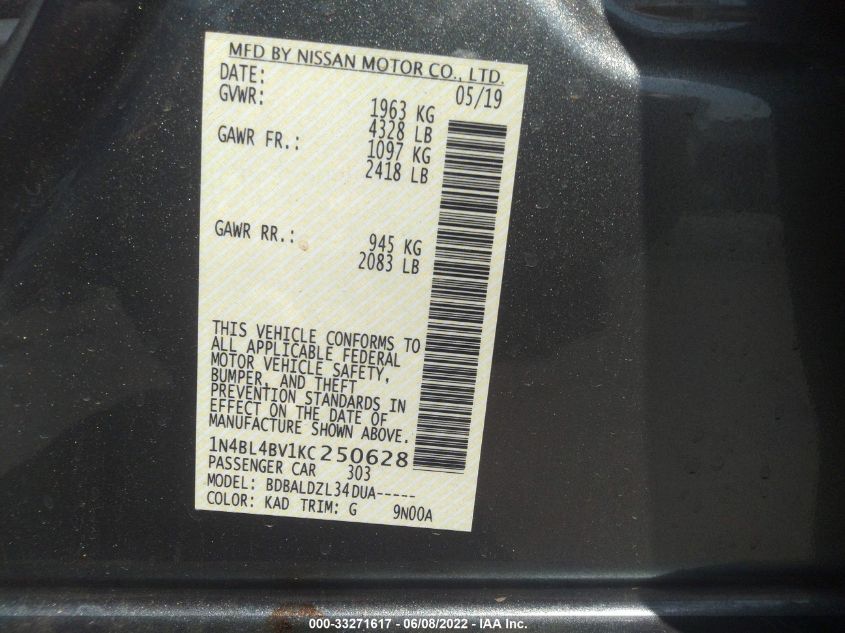 MFD BY NISSAN MOTOR CO., LTD.
DATE: 05/19
GVWR: 1963 KG
4328 LB
GAWR FR.: 1097 KG
2418 LB
GAWR RR.: 945 KG
2083 LB
THIS VEHICLE CONFORMS TO
ALL APPLICABLE FEDERAL
MOTOR VEHICLE SAFETY,
BUMPER, AND THEFT
PREVENTION STANDARDS IN
EFFECT ON THE DATE OF
MANUFACTURE SHOWN ABOVE.
1N4BL4BV1KC250628
PASSENGER CAR 303
MODEL: BDBALDZL34DUA-----
COLOR: KAD TRIM: G 9N00A
000-33271617 - 06/08/2022 - IAA Inc.